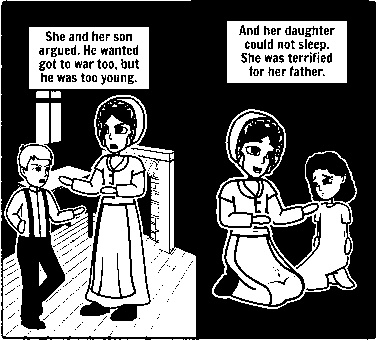 She and her son
argued. He wanted
got to war too, but
he was too young.
And her daughter
could not sleep.
She was terrified
for her father.